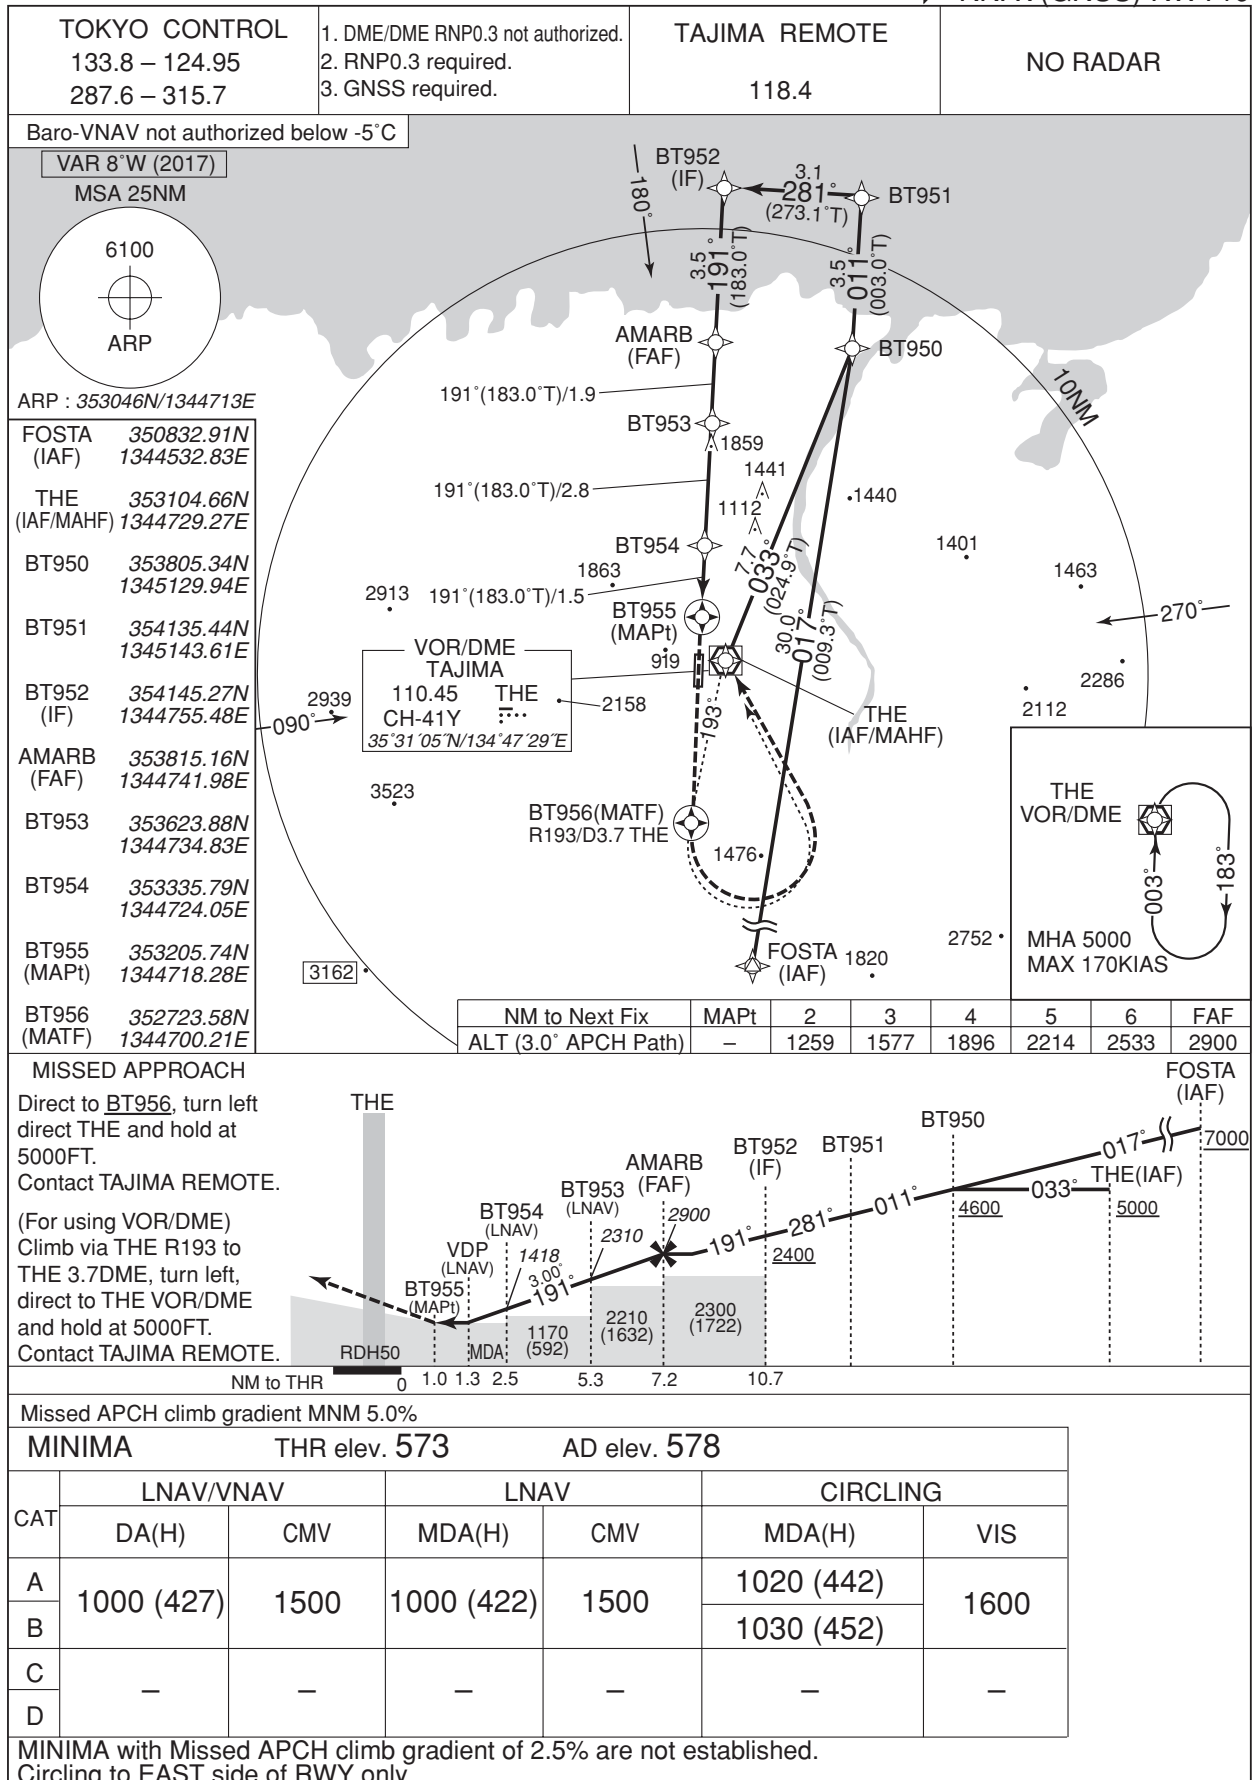 TOKYO CONTROL
133.8 – 124.95
287.6 – 315.7
1. DME/DME RNP0.3 not authorized.
2. RNP0.3 required.
3. GNSS required.
TAJIMA REMOTE
118.4
NO RADAR
Baro-VNAV not authorized below -5˚C
VAR 8˚W (2017)
MSA 25NM
6100
ARP
ARP : 353046N/1344713E
FOSTA 350832.91N
(IAF) 1344532.83E
THE 353104.66N
(IAF/MAHF) 1344729.27E
BT950 353805.34N
1345129.94E
BT951 354135.44N
1345143.61E
BT952 354145.27N
(IF) 1344755.48E
AMARB 353815.16N
(FAF) 1344741.98E
BT953 353623.88N
1344734.83E
BT954 353335.79N
1344724.05E
BT955 353205.74N
(MAPt) 1344718.28E
BT956 352723.58N
(MATF) 1344700.21E
180˚
BT952
(IF)
3.1
281˚
(273.1˚T)
BT951
3.5
191˚
(183.0˚T)
3.5
011˚
(003.0˚T)
AMARB
(FAF)
BT950
10NM
191˚(183.0˚T)/1.9
BT953
1859
1441
191˚(183.0˚T)/2.8
1112
1440
BT954
1401
1863
7.7
033˚
(024.9˚T)
1463
2913
191˚(183.0˚T)/1.5
BT955
(MAPt)
30.0
017˚
(009.3˚T)
270˚
919
VOR/DME
TAJIMA
110.45 THE
CH-41Y
35˚31´05˝N/134˚47´29˝E
2158
2939
090˚
193˚
THE
(IAF/MAHF)
2286
2112
3523
BT956(MATF)
R193/D3.7 THE
1476
THE
VOR/DME
003˚
183˚
MHA 5000
MAX 170KIAS
2752
FOSTA
(IAF)
1820
3162
NM to Next Fix MAPt 2 3 4 5 6 FAF
ALT (3.0˚ APCH Path) – 1259 1577 1896 2214 2533 2900
MISSED APPROACH
Direct to BT956, turn left
direct THE and hold at
5000FT.
Contact TAJIMA REMOTE.
(For using VOR/DME)
Climb via THE R193 to
THE 3.7DME, turn left,
direct to THE VOR/DME
and hold at 5000FT.
Contact TAJIMA REMOTE.
THE
FOSTA
(IAF)
BT950
BT951
BT952
(IF)
AMARB
(FAF)
BT953
(LNAV)
BT954
(LNAV)
VDP
(LNAV)
BT955
(MAPt)
017˚
7000
THE(IAF)
033˚
4600
5000
011˚
281˚
191˚
2400
2900
2310
1418
3.00˚
191˚
2300
(1722)
2210
(1632)
1170
(592)
MDA
RDH50
NM to THR 0 1.0 1.3 2.5 5.3 7.2 10.7
Missed APCH climb gradient MNM 5.0%
MINIMA THR elev. 573 AD elev. 578
CAT LNAV/VNAV LNAV CIRCLING
DA(H) CMV MDA(H) CMV MDA(H) VIS
A 1000 (427) 1500 1000 (422) 1500 1020 (442) 1600
B 1030 (452)
C – – – – – –
D
MINIMA with Missed APCH climb gradient of 2.5% are not established.
Circling to EAST side of RWY only